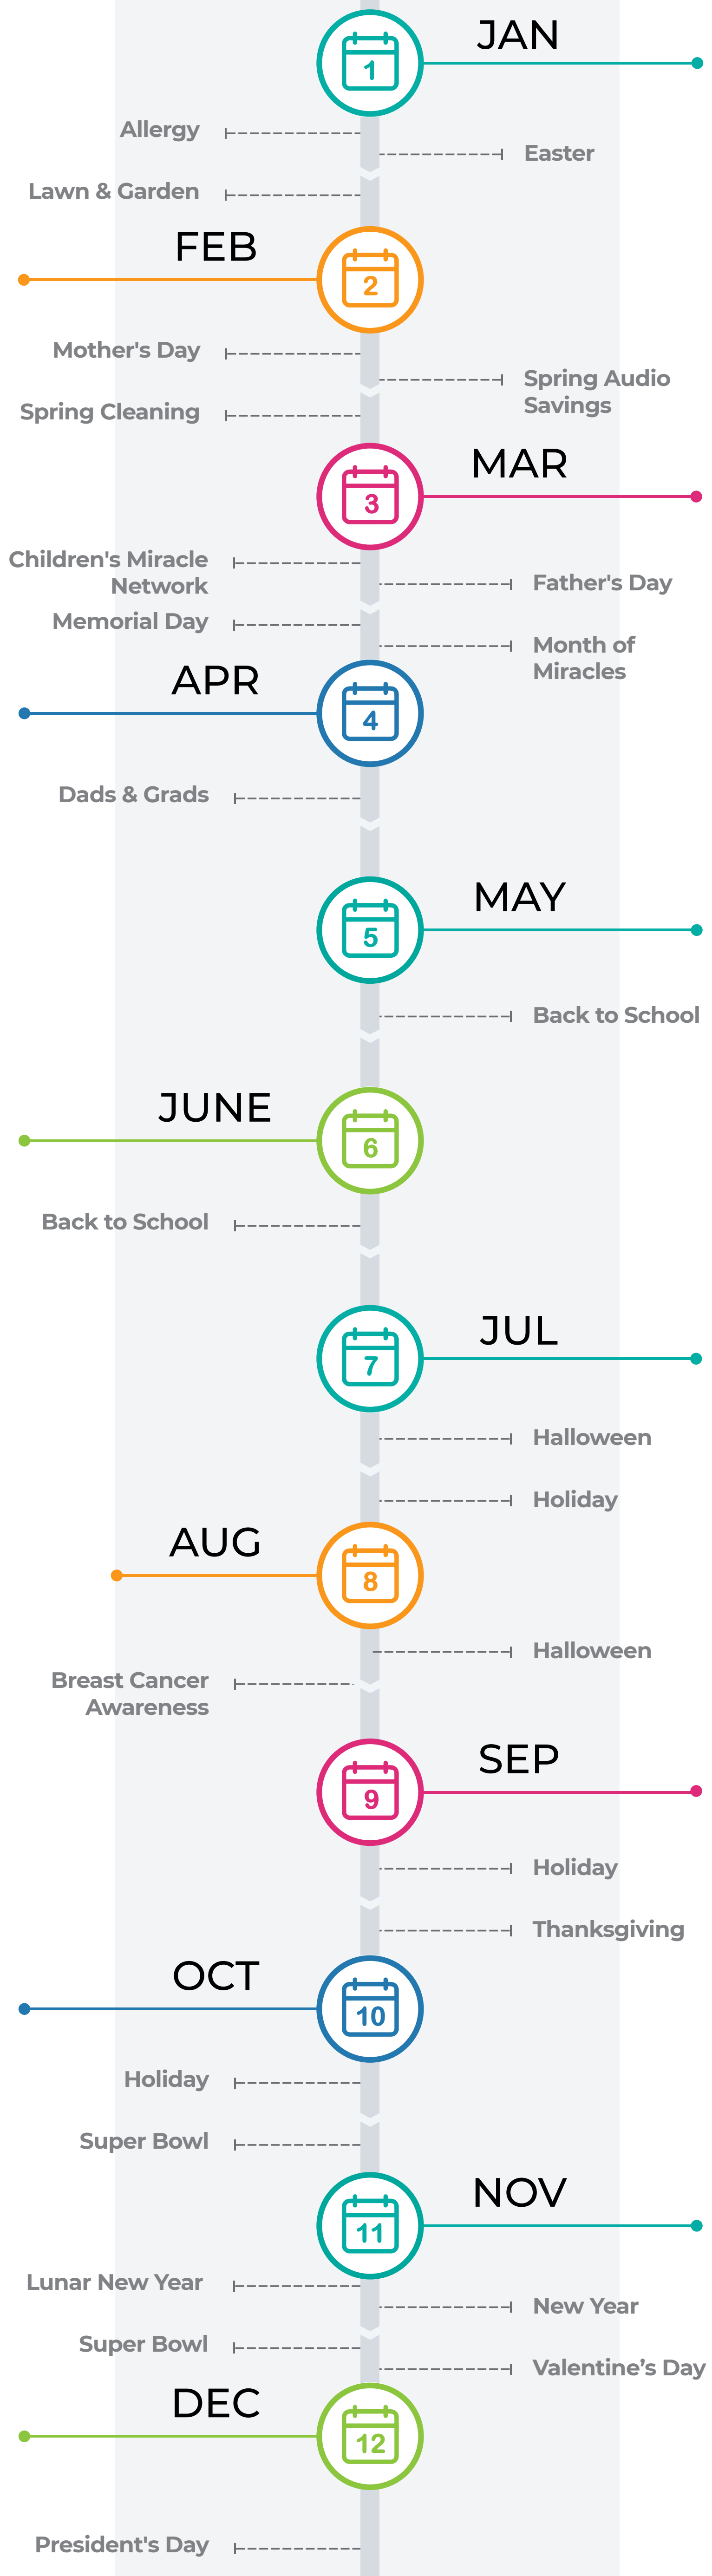 JAN
1
Allergy
Easter
Lawn & Garden
FEB
2
Mother's Day
Spring Audio
Savings
Spring Cleaning
MAR
3
Children's Miracle
Network
Father's Day
Memorial Day
Month of
Miracles
APR
4
Dads & Grads
MAY
5
Back to School
JUNE
6
Back to School
JUL
7
Halloween
Holiday
AUG
8
Halloween
Breast Cancer
Awareness
SEP
9
Holiday
Thanksgiving
OCT
10
Holiday
Super Bowl
NOV
11
Lunar New Year
New Year
Super Bowl
Valentine’s Day
DEC
12
President's Day